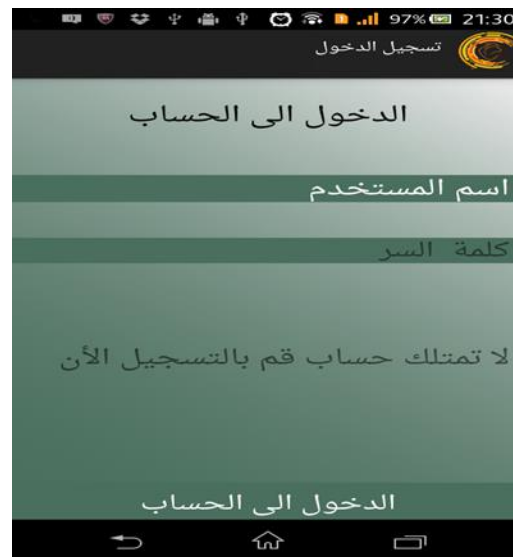 97% 21:30
تسجيل الدخول
الدخول الى الحساب
اسم المستخدم
كلمة السر
لا تمتلك حساب قم بالتسجيل الأن
الدخول الى الحساب